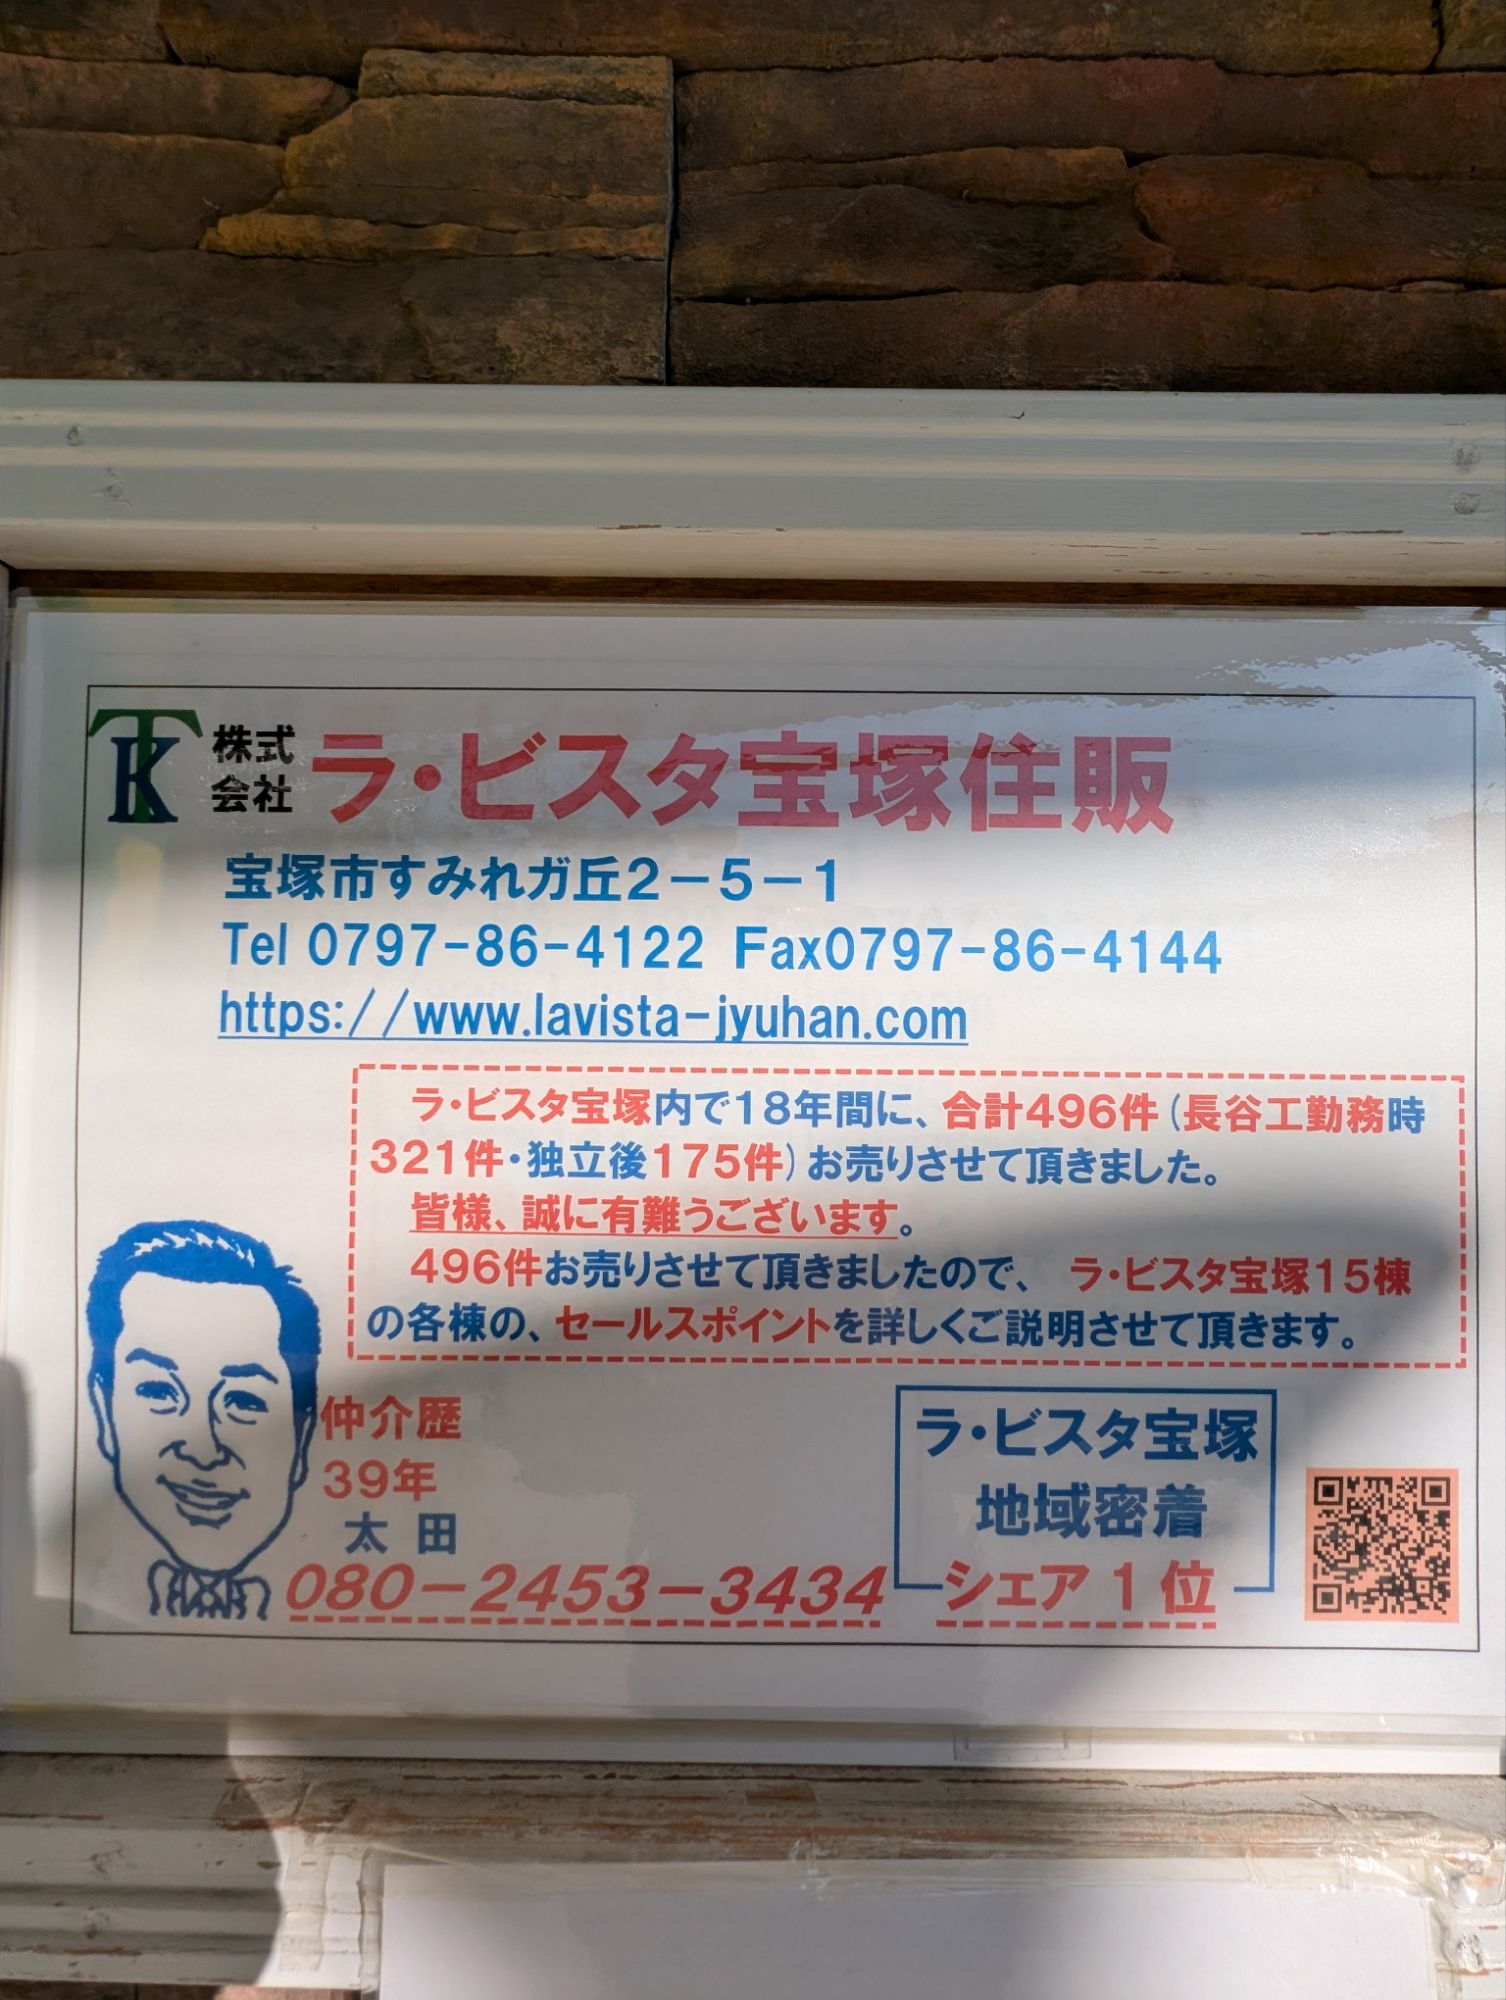 TK 株式会社 ラ・ビスタ宝塚住販
宝塚市すみれガ丘2－5－1
Tel 0797-86-4122 Fax0797-86-4144
https://www.lavista-jyuhan.com
ラ・ビスタ宝塚内で18年間に、合計496件(長谷工勤務時
321件・独立後175件)お売りさせて頂きました。
皆様、誠に有難うございます。
496件お売りさせて頂きましたので、 ラ・ビスタ宝塚15棟
の各棟の、セールスポイントを詳しくご説明させて頂きます。
仲介歴
39年
太 田
080－2453－3434
ラ・ビスタ宝塚
地域密着
シェア１位